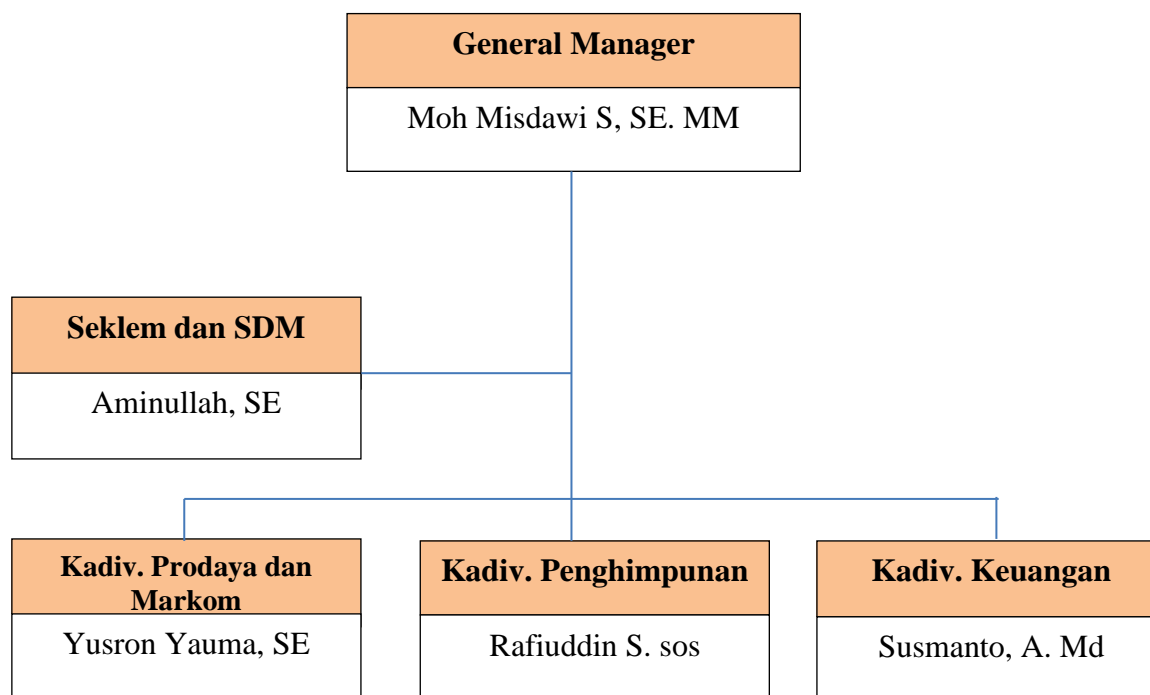 General Manager
Moh Misdawi S, SE. MM
Seklem dan SDM
Aminullah, SE
Kadiv. Prodaya dan
Markom
Yusron Yauma, SE
Kadiv. Penghimpunan
Rafiuddin S. sos
Kadiv. Keuangan
Susmanto, A. Md